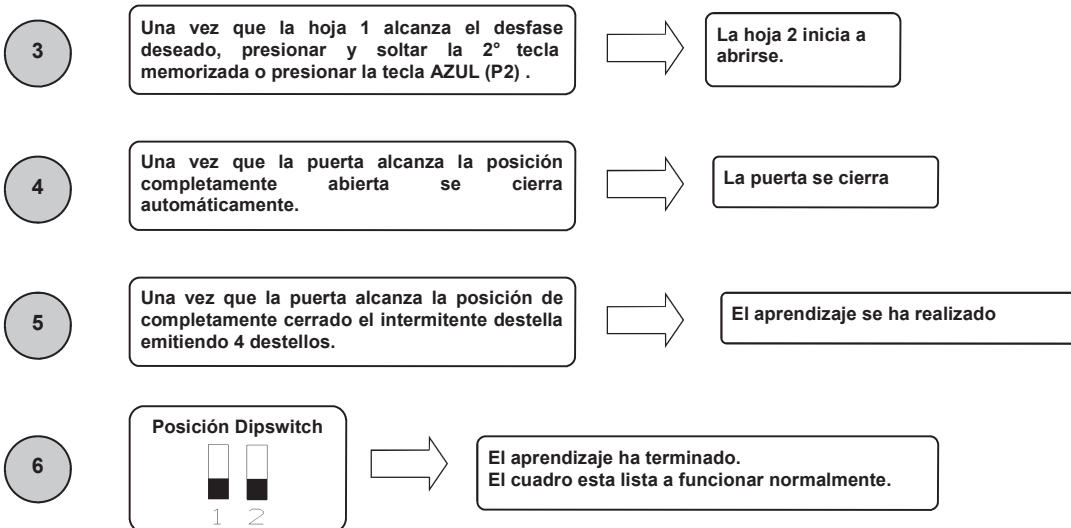 3
Una vez que la hoja 1 alcanza el desfase
deseado, presionar y soltar la 2° tecla
memorizada o presionar la tecla AZUL (P2) .
La hoja 2 inicia a
abrirse.
4
Una vez que la puerta alcanza la posición
completamente abierta se cierra
automáticamente.
La puerta se cierra
5
Una vez que la puerta alcanza la posición de
completamente cerrado el intermitente destella
emitiendo 4 destellos.
El aprendizaje se ha realizado
6
Posición Dipswitch
1 2
El aprendizaje ha terminado.
El cuadro esta lista a funcionar normalmente.